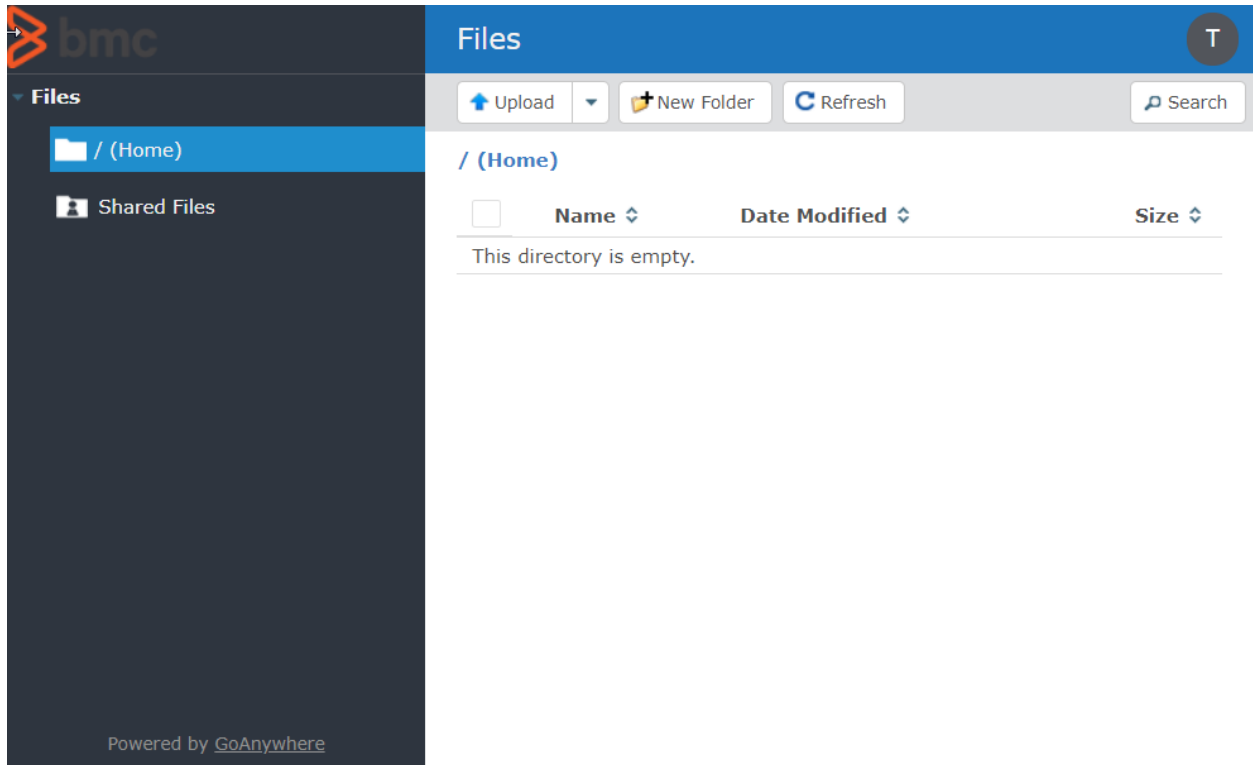 bmc
Files
/ (Home)
Shared Files
Powered by GoAnywhere
Files
T
Upload
New Folder
Refresh
Search
/ (Home)
Name Date Modified Size
This directory is empty.